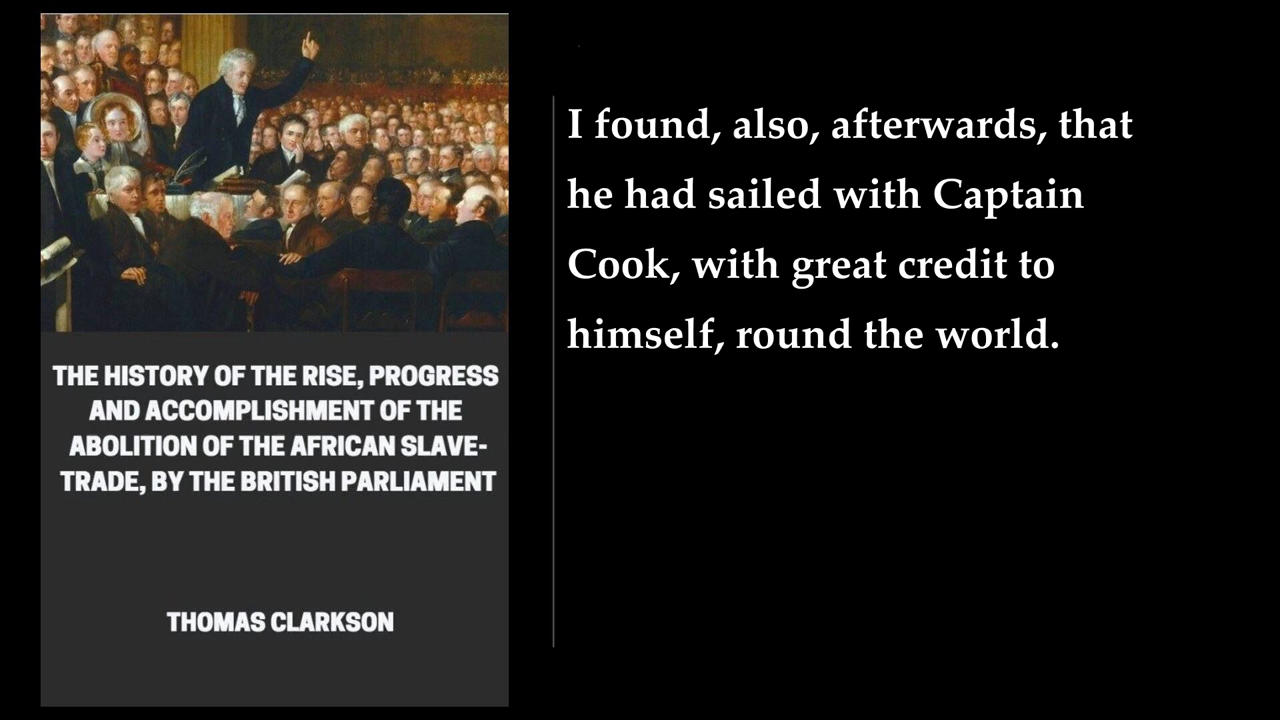 THE HISTORY OF THE RISE, PROGRESS
AND ACCOMPLISHMENT OF THE
ABOLITION OF THE AFRICAN SLAVE-
TRADE, BY THE BRITISH PARLIAMENT
THOMAS CLARKSON
I found, also, afterwards, that
he had sailed with Captain
Cook, with great credit to
himself, round the world.